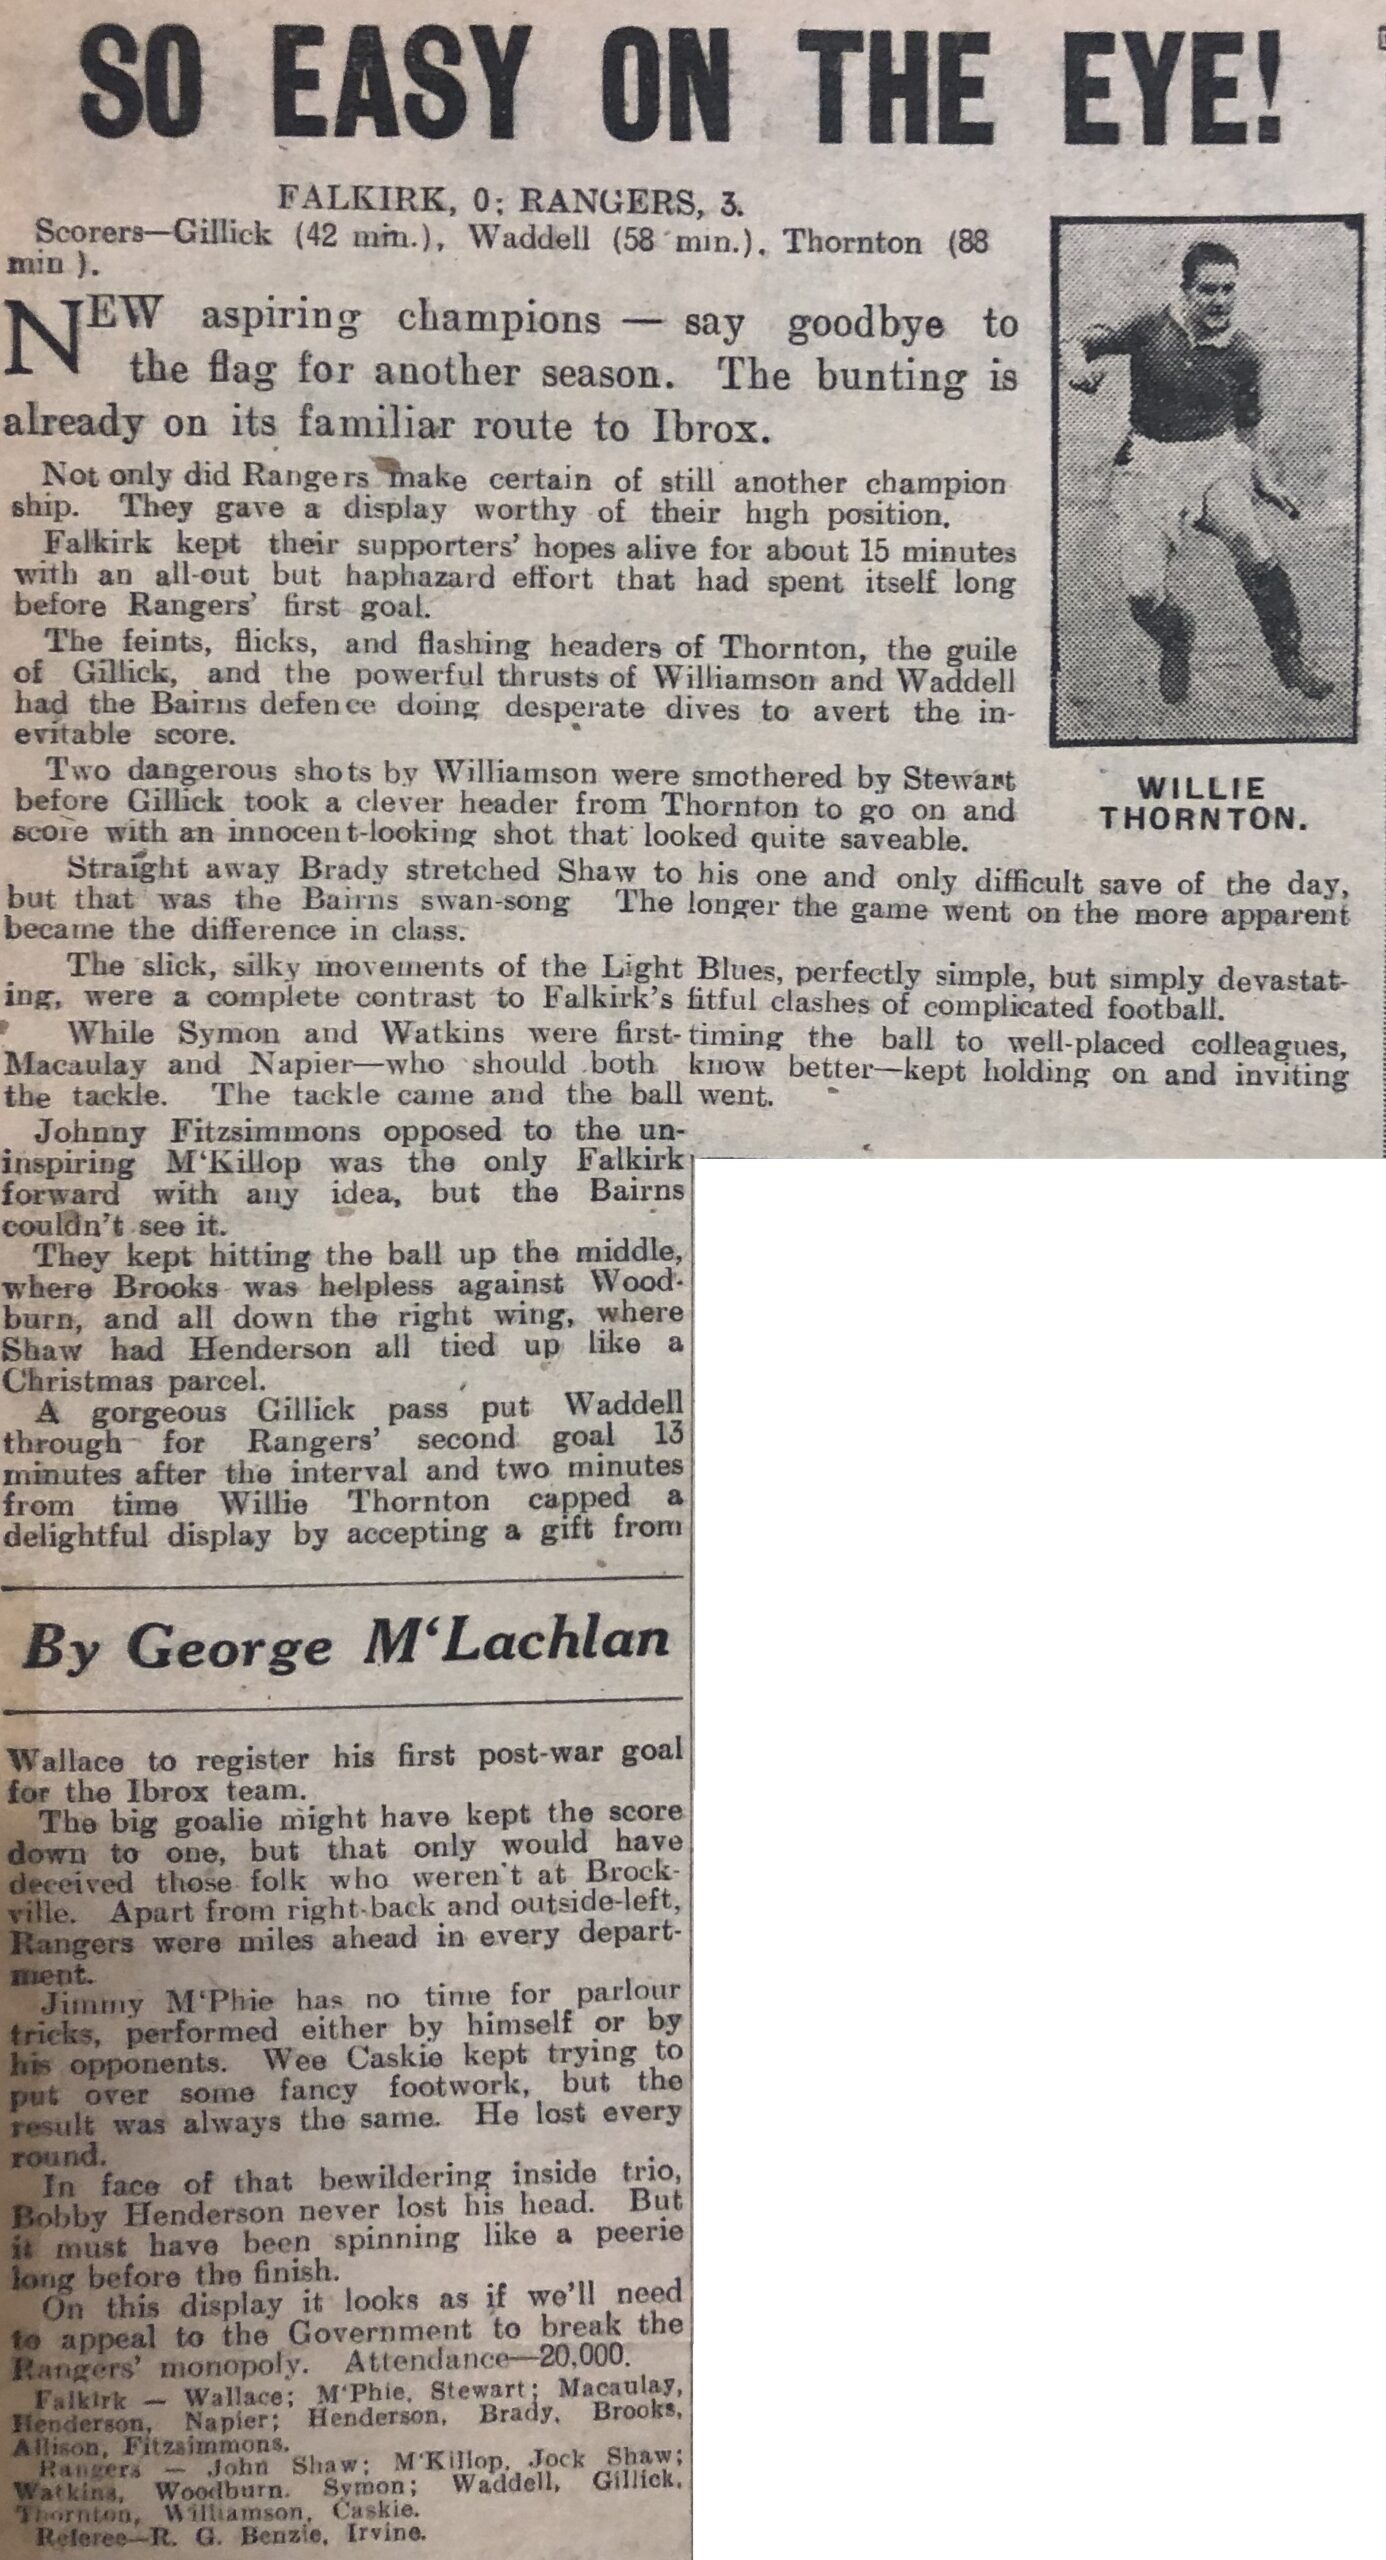 SO EASY ON THE EYE!
FALKIRK, 0; RANGERS, 3.
Scorers—Gillick (42 min.), Waddell (58 min.), Thornton (88
min ).
NEW aspiring champions — say goodbye to
the flag for another season. The bunting is
already on its familiar route to Ibrox.
Not only did Rangers make certain of still another champion
ship. They gave a display worthy of their high position.
Falkirk kept their supporters' hopes alive for about 15 minutes
with an all-out but haphazard effort that had spent itself long
before Rangers' first goal.
The feints, flicks, and flashing headers of Thornton, the guile
of Gillick, and the powerful thrusts of Williamson and Waddell
had the Bairns defence doing desperate dives to avert the in-
evitable score.
Two dangerous shots by Williamson were smothered by Stewart
before Gillick took a clever header from Thornton to go on and
score with an innocent-looking shot that looked quite saveable.
WILLIE
THORNTON.
Straight away Brady stretched Shaw to his one and only difficult save of the day,
but that was the Bairns swan-song The longer the game went on the more apparent
became the difference in class.
The slick, silky movements of the Light Blues, perfectly simple, but simply devastat-
ing, were a complete contrast to Falkirk's fitful clashes of complicated football.
While Symon and Watkins were first-timing the ball to well-placed colleagues,
Macaulay and Napier—who should both know better—kept holding on and inviting
the tackle. The tackle came and the ball went.
Johnny Fitzsimmons opposed to the un-
inspiring M'Killop was the only Falkirk
forward with any idea, but the Bairns
couldn't see it.
They kept hitting the ball up the middle,
where Brooks was helpless against Wood-
burn, and all down the right wing, where
Shaw had Henderson all tied up like a
Christmas parcel.
A gorgeous Gillick pass put Waddell
through for Rangers' second goal 13
minutes after the interval and two minutes
from time Willie Thornton capped a
delightful display by accepting a gift from
By George M'Lachlan
Wallace to register his first post-war goal
for the Ibrox team.
The big goalie might have kept the score
down to one, but that only would have
deceived those folk who weren't at Brock-
ville. Apart from right-back and outside-left,
Rangers were miles ahead in every depart-
ment.
Jimmy M'Phie has no time for parlour
tricks, performed either by himself or by
his opponents. Wee Caskie kept trying to
put over some fancy footwork, but the
result was always the same. He lost every
round.
In face of that bewildering inside trio,
Bobby Henderson never lost his head. But
it must have been spinning like a peerie
long before the finish.
On this display it looks as if we'll need
to appeal to the Government to break the
Rangers' monopoly. Attendance—20,000.
Falkirk — Wallace; M'Phie, Stewart; Macaulay,
Henderson, Napier; Henderson, Brady, Brooks,
Allison, Fitzsimmons.
Rangers — John Shaw; M'Killop, Jock Shaw;
Watkins, Woodburn. Symon; Waddell, Gillick,
Thornton, Williamson, Caskie.
Referee—R. G. Benzie, Irvine.